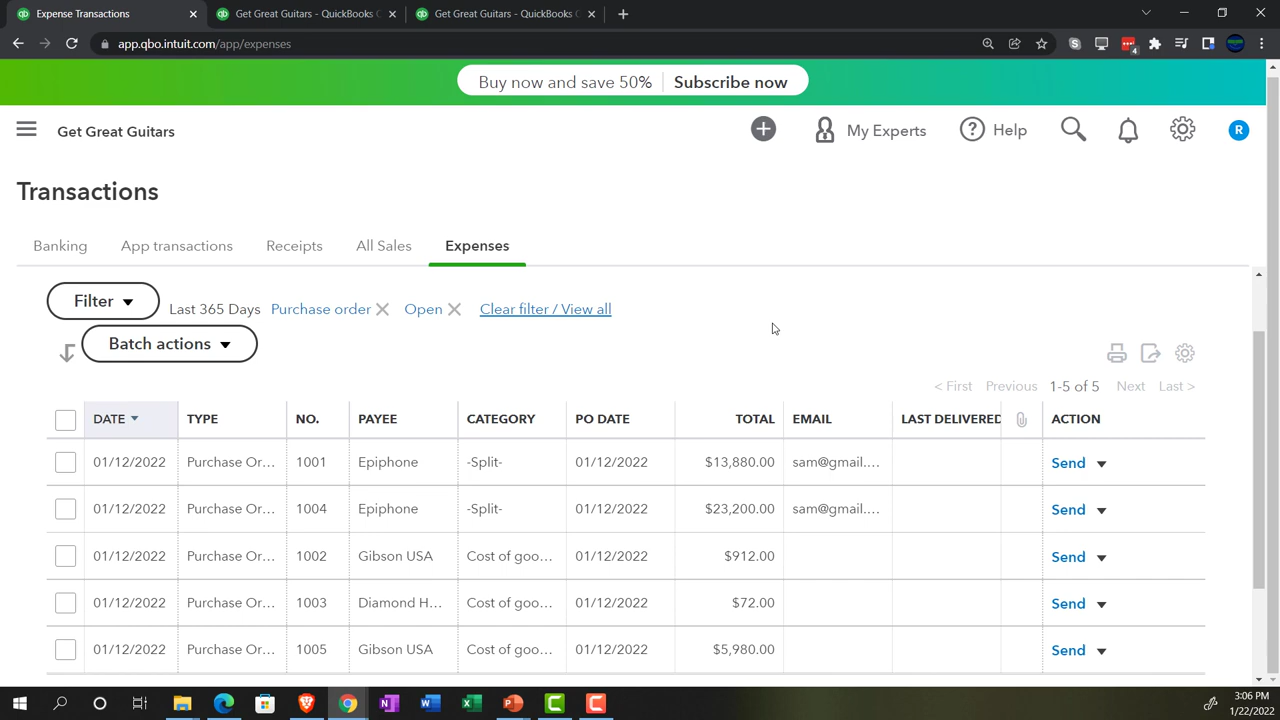 Expense Transactions
Get Great Guitars - QuickBooks C
Get Great Guitars - QuickBooks C
app.qbo.intuit.com/app/expenses
4
Buy now and save 50% Subscribe now
Get Great Guitars My Experts Help R
Transactions
Banking App transactions Receipts All Sales Expenses
Filter Last 365 Days Purchase order Open Clear filter / View all
Batch actions
< First Previous 1-5 of 5 Next Last >
DATE TYPE NO. PAYEE CATEGORY PO DATE TOTAL EMAIL LAST DELIVERED ACTION
01/12/2022 Purchase Or... 1001 Epiphone -Split- 01/12/2022 $13,880.00 sam@gmail.... Send
01/12/2022 Purchase Or... 1004 Epiphone -Split- 01/12/2022 $23,200.00 sam@gmail.... Send
01/12/2022 Purchase Or... 1002 Gibson USA Cost of goo... 01/12/2022 $912.00 Send
01/12/2022 Purchase Or... 1003 Diamond H... Cost of goo... 01/12/2022 $72.00 Send
01/12/2022 Purchase Or... 1005 Gibson USA Cost of goo... 01/12/2022 $5,980.00 Send
3:06 PM
1/22/2022